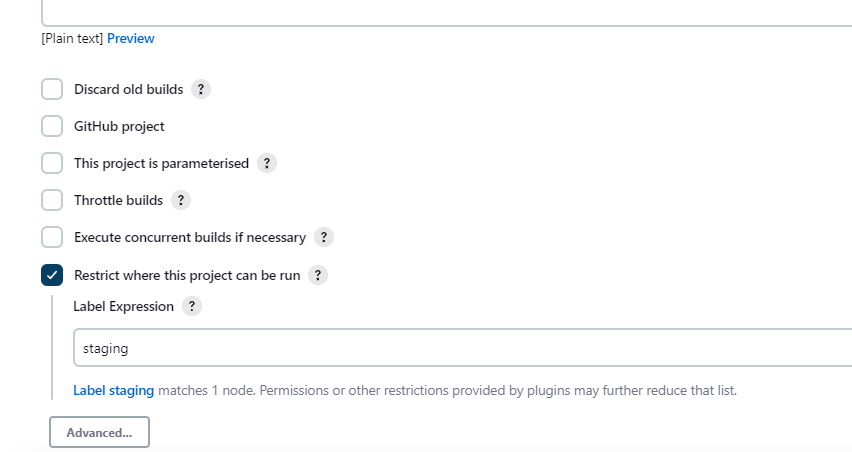 [Plain text] Preview
Discard old builds ?
GitHub project
This project is parameterised ?
Throttle builds ?
Execute concurrent builds if necessary ?
Restrict where this project can be run ?
Label Expression ?
staging
Label staging matches 1 node. Permissions or other restrictions provided by plugins may further reduce that list.
Advanced...